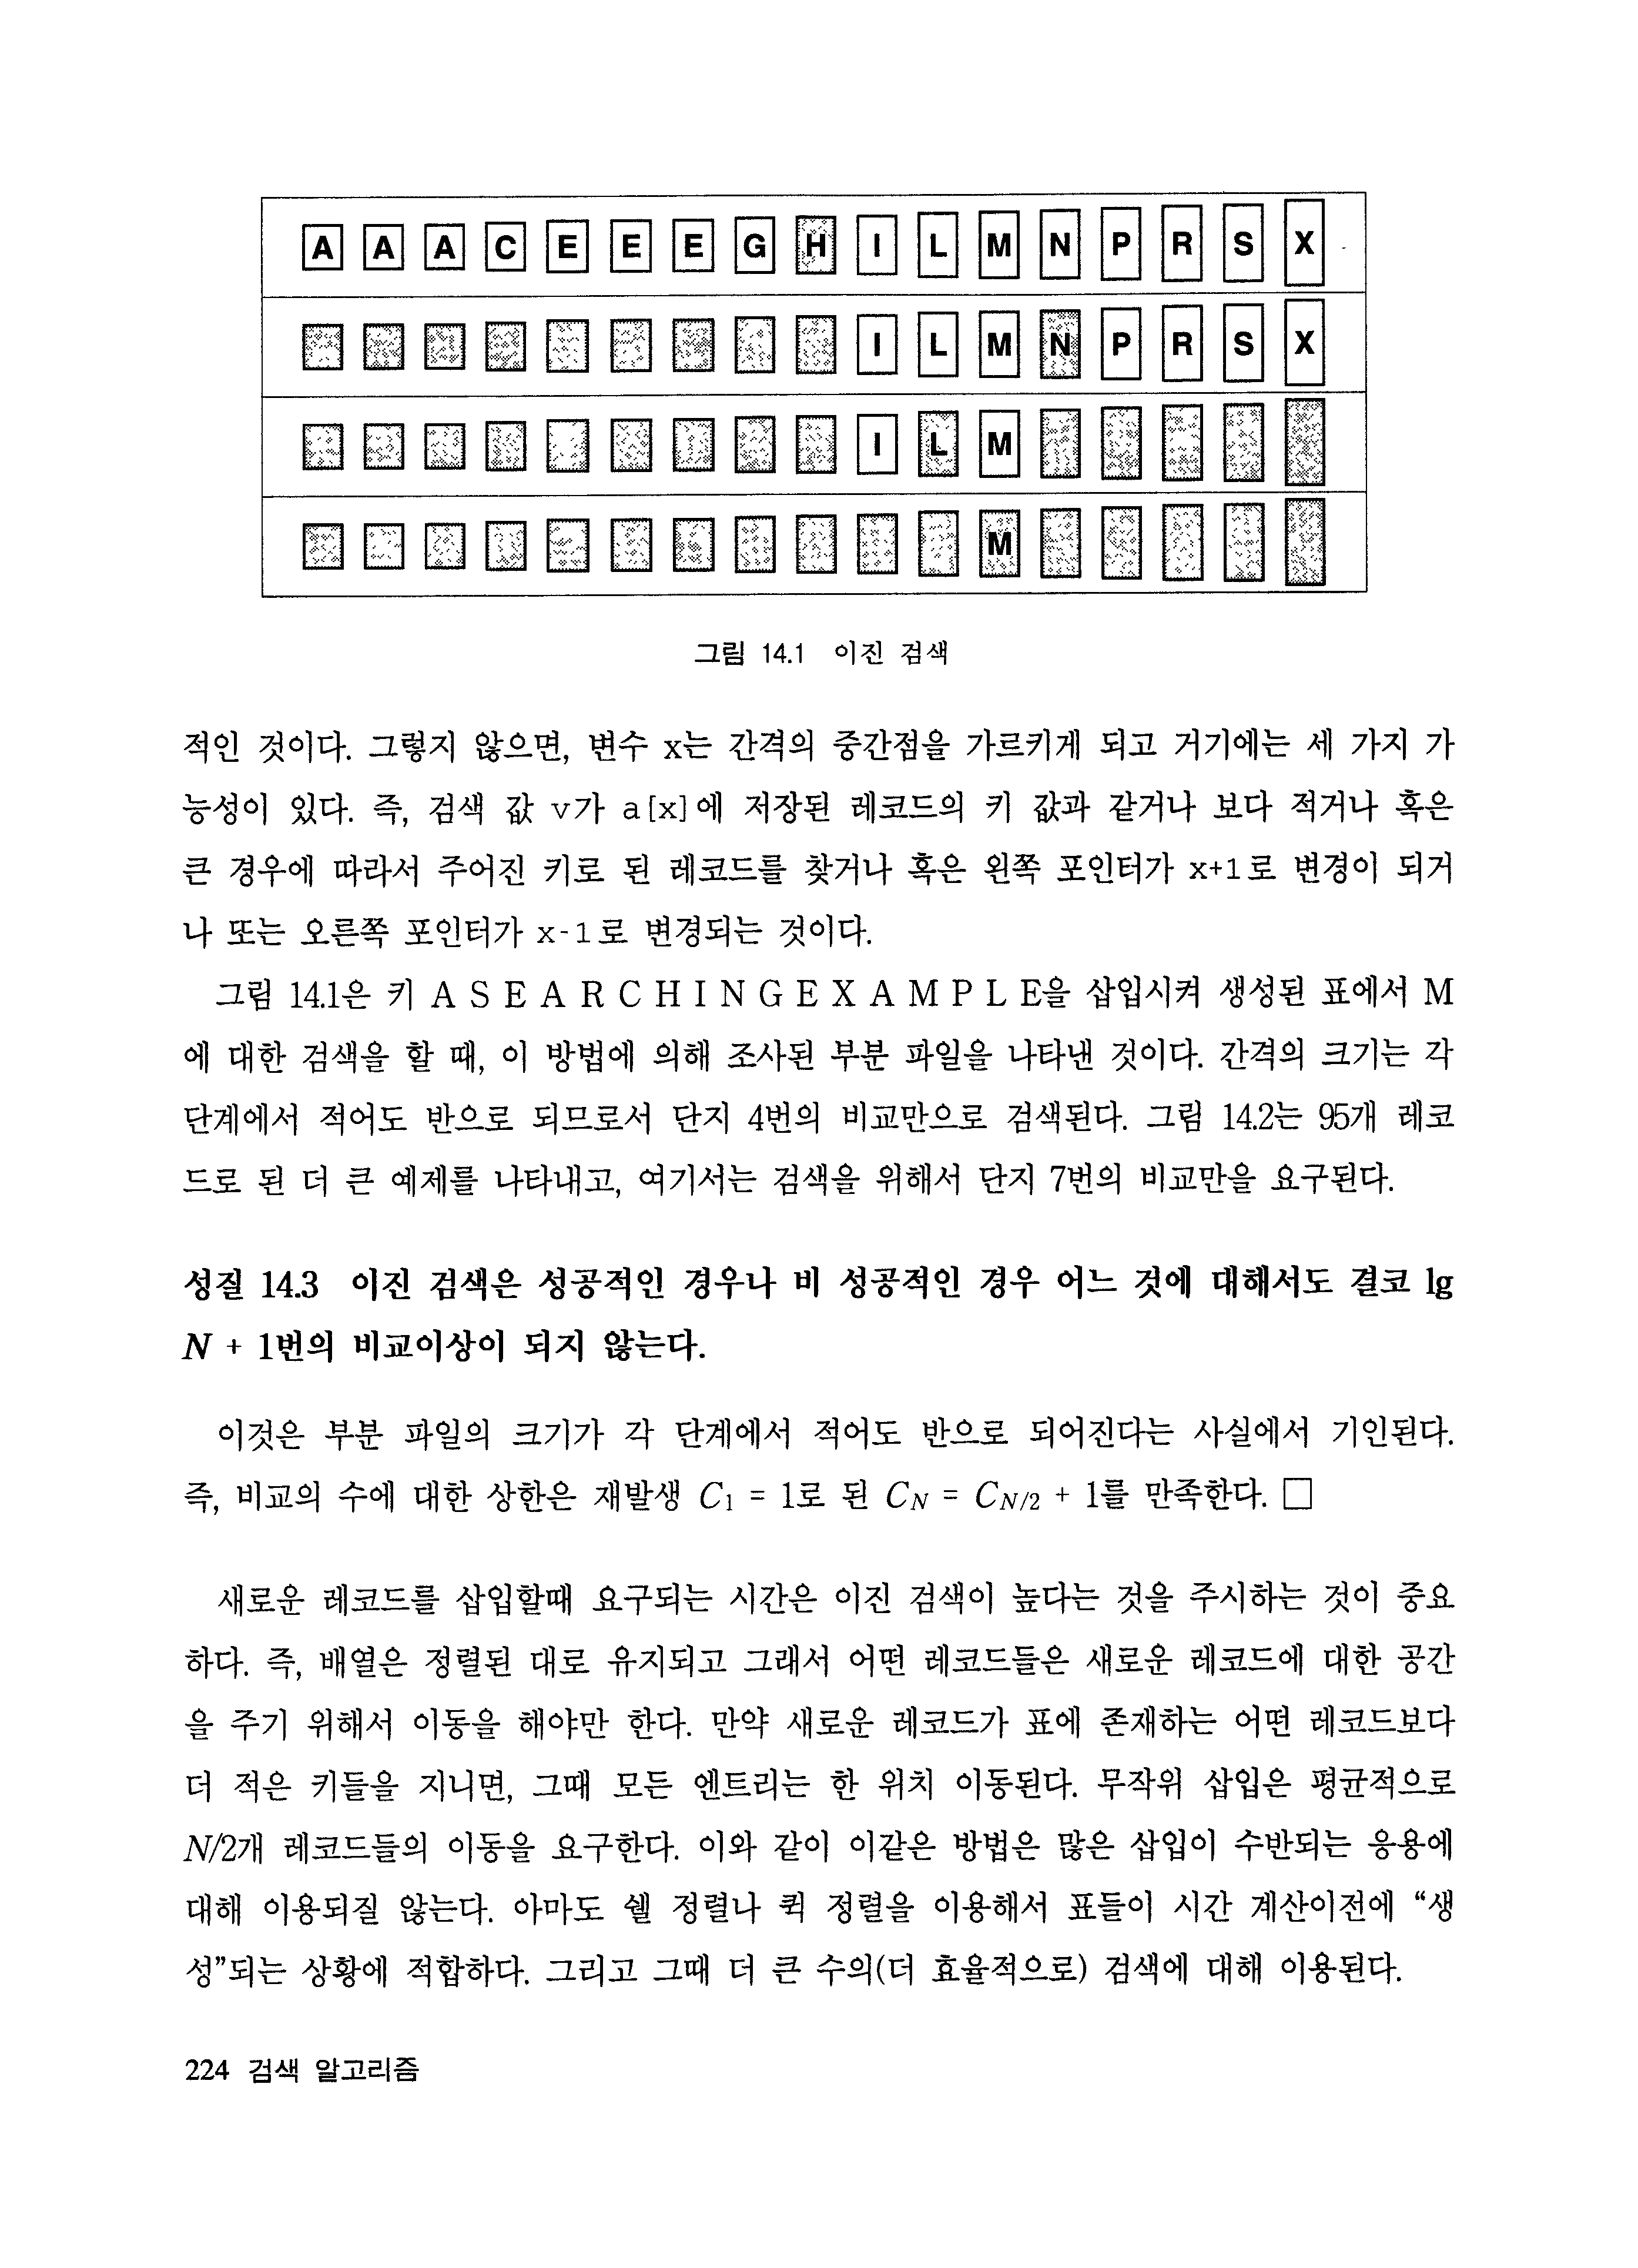 A A A C E E E G H I L M N P R S X
I L M N P R S X
I L M
M
그림 14.1 이진 검색
적인 것이다. 그렇지 않으면, 변수 x는 간격의 중간점을 가르키게 되고 거기에는 세 가지 가
능성이 있다. 즉, 검색 값 v가 a[x]에 저장된 레코드의 키 값과 같거나 보다 적거나 혹은
큰 경우에 따라서 주어진 키로 된 레코드를 찾거나 혹은 왼쪽 포인터가 x+1로 변경이 되거
나 또는 오른쪽 포인터가 x-1로 변경되는 것이다.
그림 14.1은 키 A S E A R C H I N G E X A M P L E을 삽입시켜 생성된 표에서 M
에 대한 검색을 할 때, 이 방법에 의해 조사된 부분 파일을 나타낸 것이다. 간격의 크기는 각
단계에서 적어도 반으로 되므로서 단지 4번의 비교만으로 검색된다. 그림 14.2는 95개 레코
드로 된 더 큰 예제를 나타내고, 여기서는 검색을 위해서 단지 7번의 비교만을 요구된다.
성질 14.3 이진 검색은 성공적인 경우나 비 성공적인 경우 어느 것에 대해서도 결코 lg
N + 1번의 비교이상이 되지 않는다.
이것은 부분 파일의 크기가 각 단계에서 적어도 반으로 되어진다는 사실에서 기인된다.
즉, 비교의 수에 대한 상한은 재발생 C1 = 1로 된 CN = CN/2 + 1를 만족한다. □
새로운 레코드를 삽입할때 요구되는 시간은 이진 검색이 높다는 것을 주시하는 것이 중요
하다. 즉, 배열은 정렬된 대로 유지되고 그래서 어떤 레코드들은 새로운 레코드에 대한 공간
을 주기 위해서 이동을 해야만 한다. 만약 새로운 레코드가 표에 존재하는 어떤 레코드보다
더 적은 키들을 지니면, 그때 모든 엔트리는 한 위치 이동된다. 무작위 삽입은 평균적으로
N/2개 레코드들의 이동을 요구한다. 이와 같이 이같은 방법은 많은 삽입이 수반되는 응용에
대해 이용되질 않는다. 아마도 쉘 정렬나 퀵 정렬을 이용해서 표들이 시간 계산이전에 “생
성”되는 상황에 적합하다. 그리고 그때 더 큰 수의(더 효율적으로) 검색에 대해 이용된다.
224 검색 알고리즘